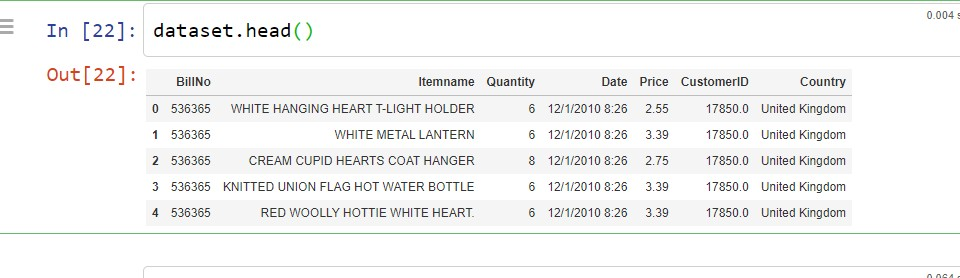 0.004 s
In [22]: dataset.head()
Out[22]:
BillNo Itemname Quantity Date Price CustomerID Country
0 536365 WHITE HANGING HEART T-LIGHT HOLDER 6 12/1/2010 8:26 2.55 17850.0 United Kingdom
1 536365 WHITE METAL LANTERN 6 12/1/2010 8:26 3.39 17850.0 United Kingdom
2 536365 CREAM CUPID HEARTS COAT HANGER 8 12/1/2010 8:26 2.75 17850.0 United Kingdom
3 536365 KNITTED UNION FLAG HOT WATER BOTTLE 6 12/1/2010 8:26 3.39 17850.0 United Kingdom
4 536365 RED WOOLLY HOTTIE WHITE HEART. 6 12/1/2010 8:26 3.39 17850.0 United Kingdom